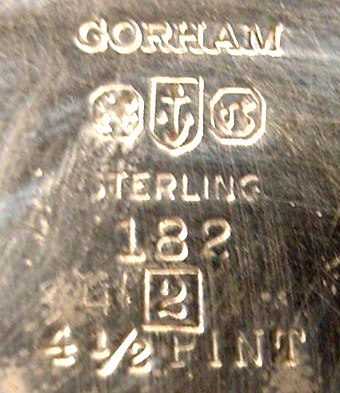 GORHAM
STERLING
182
2
4 1/2 PINT